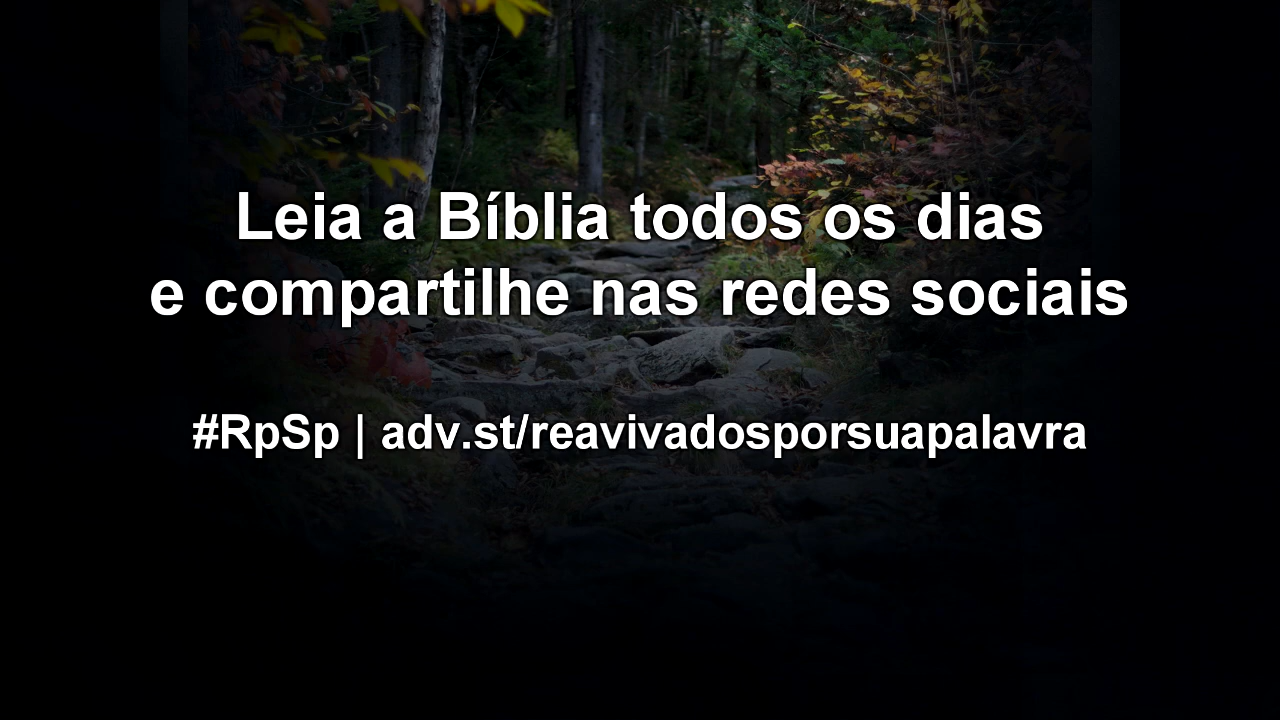 Leia a Bíblia todos os dias
e compartilhe nas redes sociais
#RpSp | adv.st/reavivadosporsuapalavra